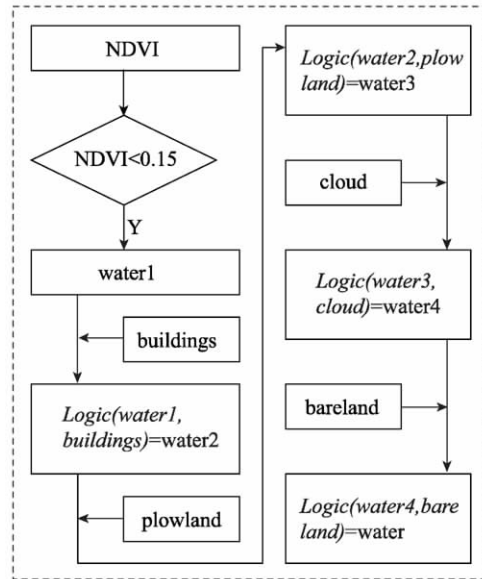 NDVI
NDVI<0.15
Y
water1
buildings
Logic(water1,
buildings)=water2
plowland
Logic(water2,plow
land)=water3
cloud
Logic(water3,
cloud)=water4
bareland
Logic(water4,bare
land)=water